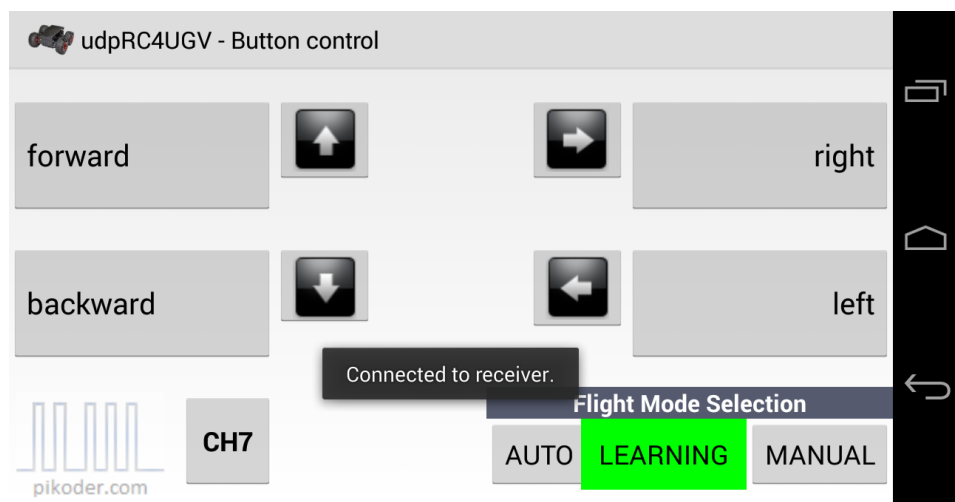 udpRC4UGV - Button control
forward
right
backward
left
Connected to receiver.
Flight Mode Selection
CH7
AUTO
LEARNING
MANUAL
pikoder.com